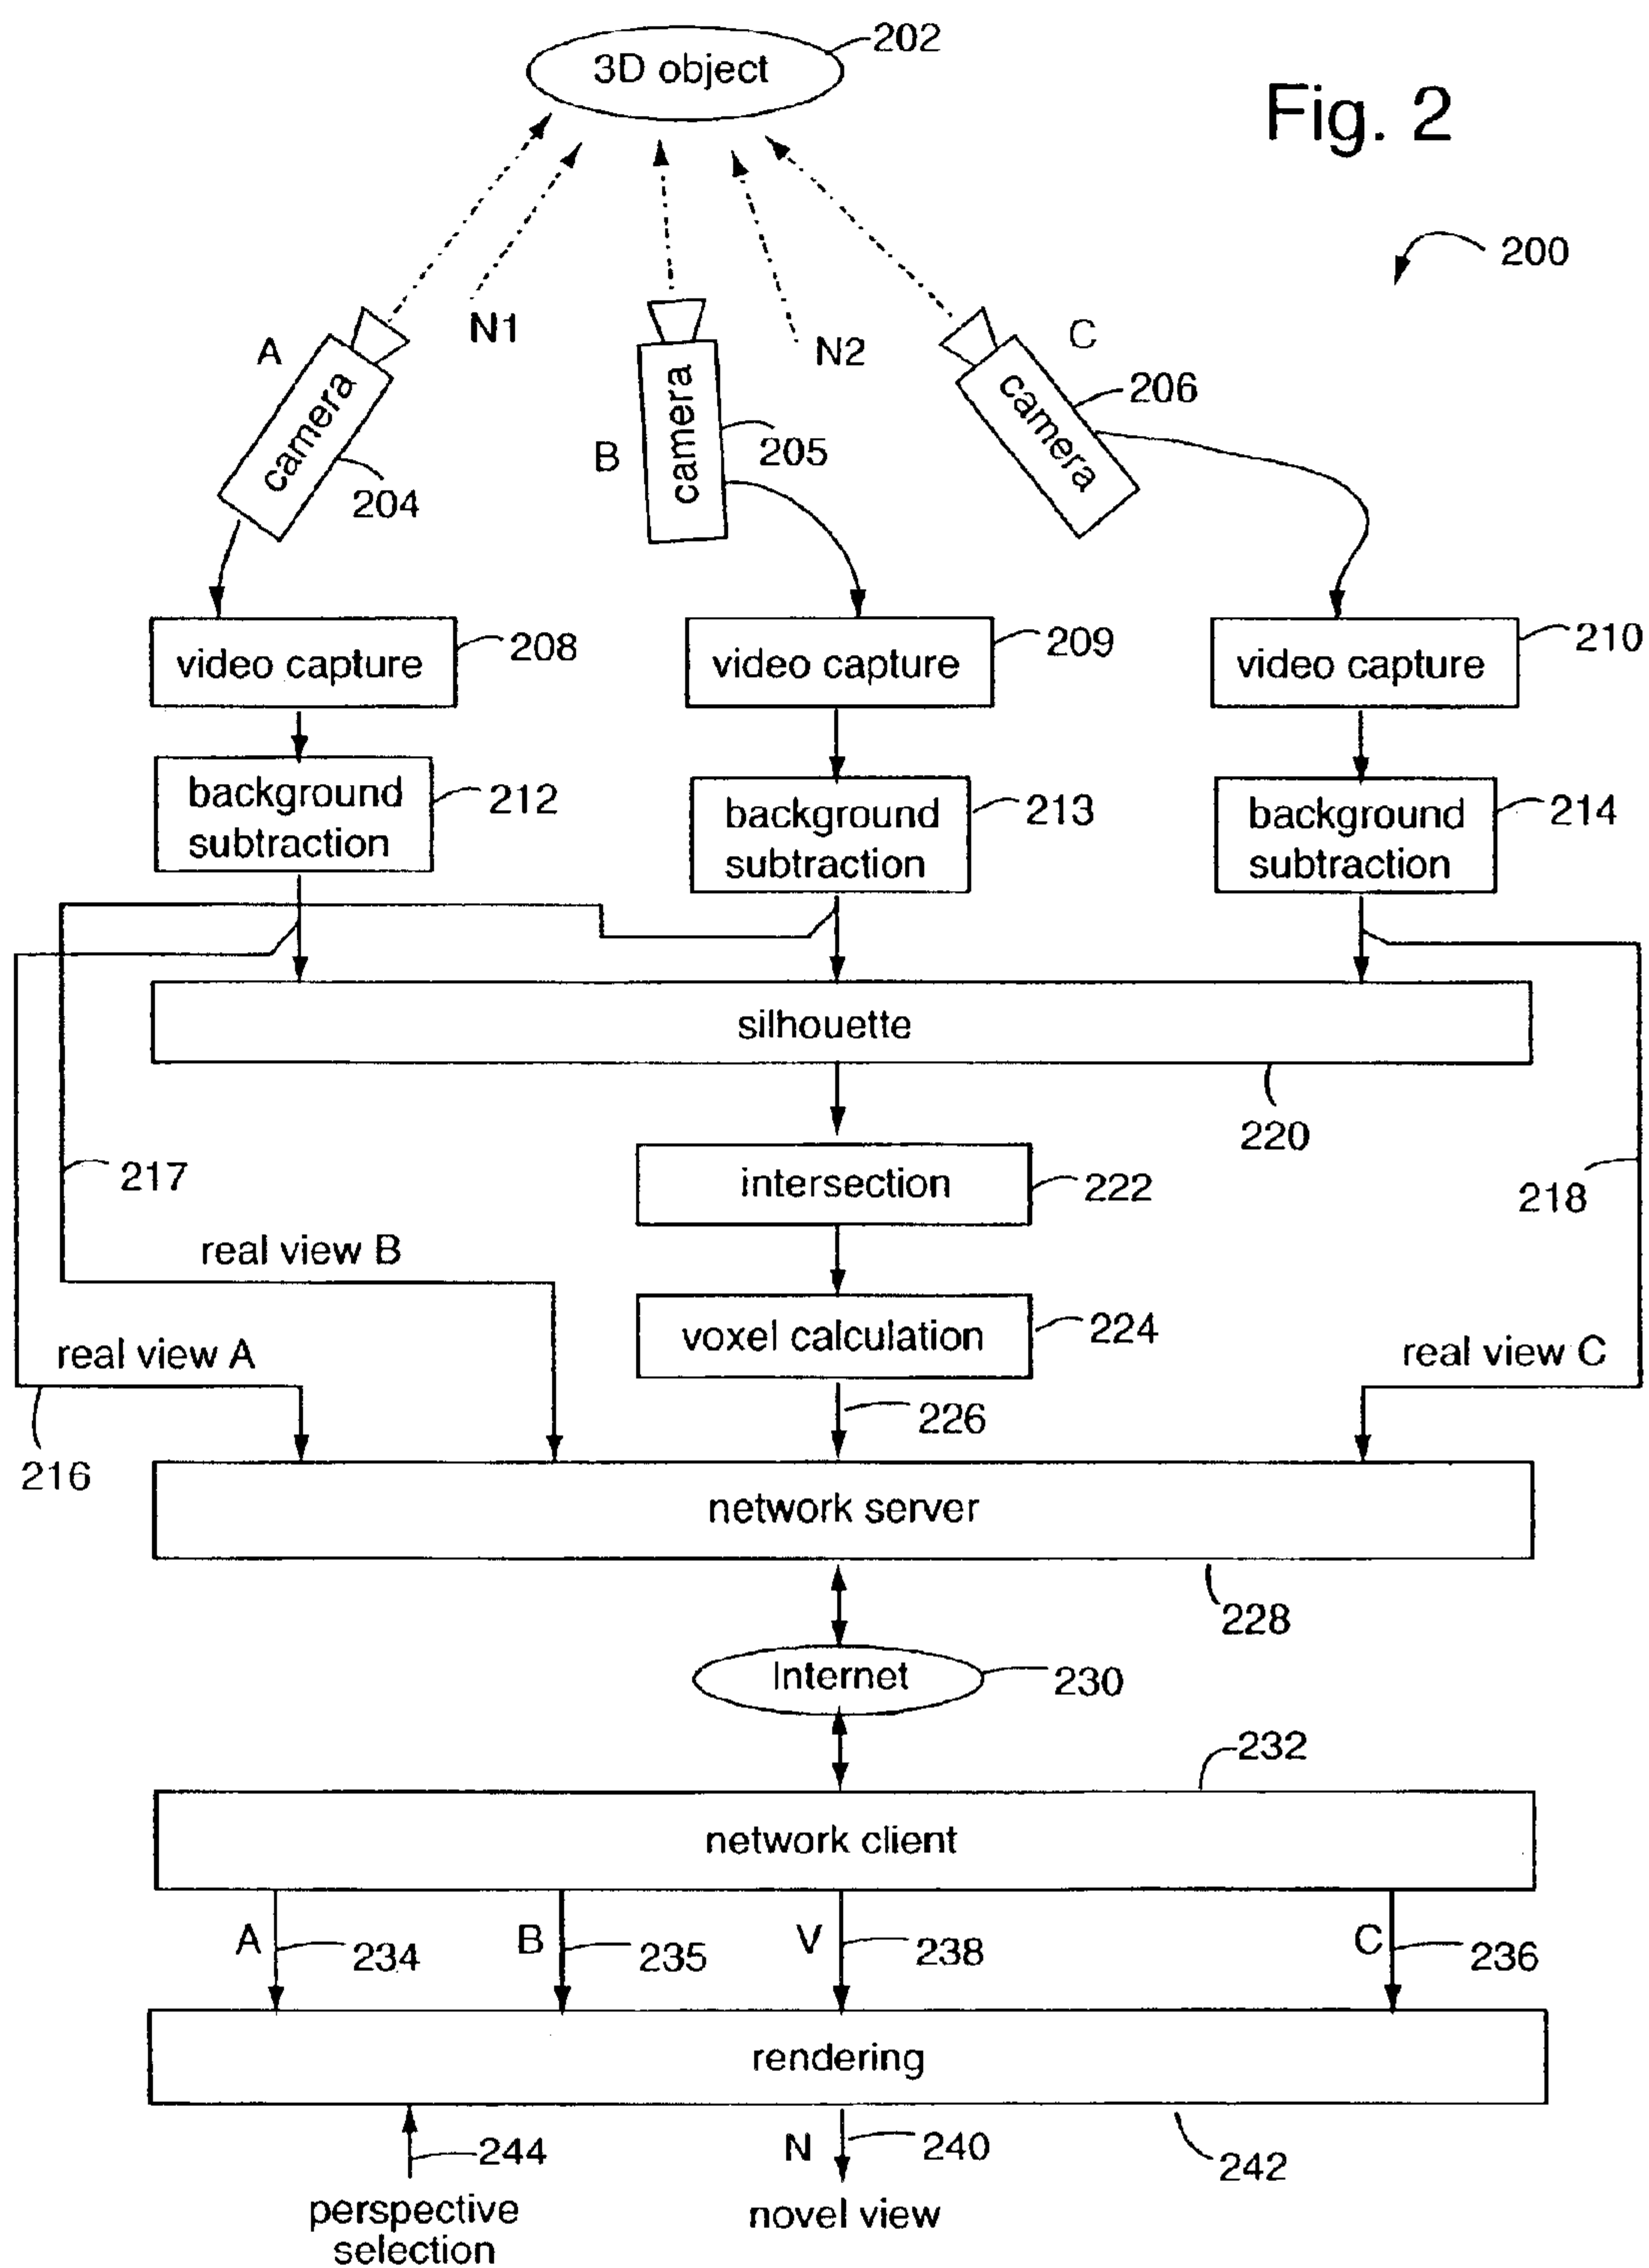 202
3D object
Fig. 2
200
N1
A
N2
C
camera
camera
camera
206
B
205
204
video capture
208
video capture
209
video capture
210
background
subtraction
212
background
subtraction
213
background
subtraction
214
silhouette
220
217
intersection
222
218
real view B
voxel calculation
224
real view A
real view C
226
216
network server
228
Internet
230
232
network client
A
234
B
235
V
238
C
236
rendering
244
N
240
242
perspective
selection
novel view